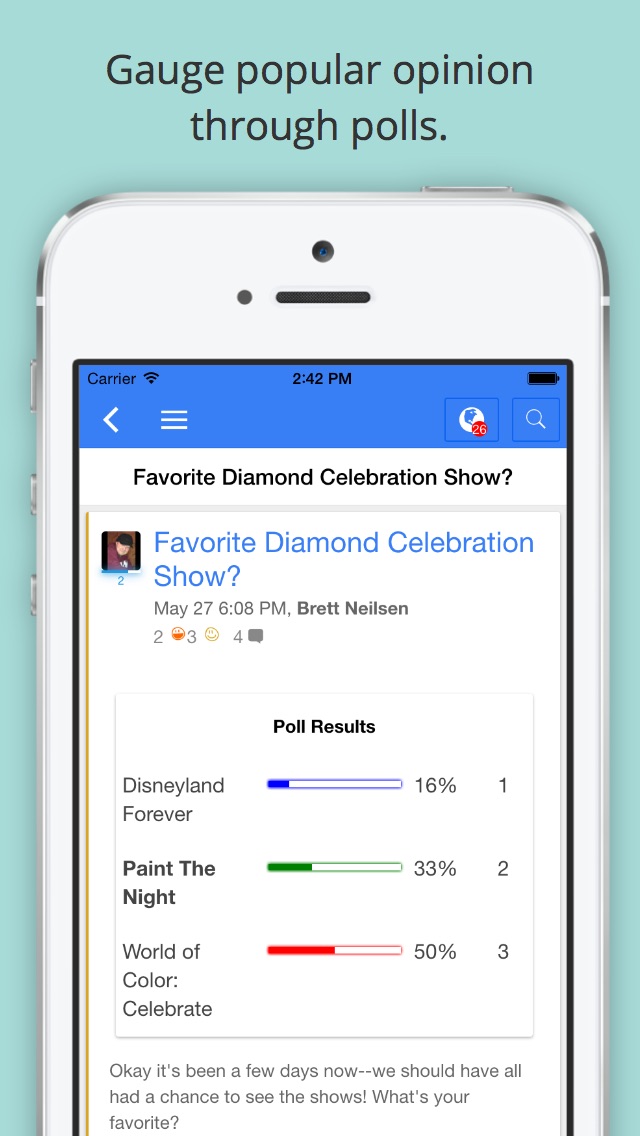 Gauge popular opinion
through polls.
Carrier 2:42 PM
26
Favorite Diamond Celebration Show?
Favorite Diamond Celebration
Show?
2
May 27 6:08 PM, Brett Neilsen
2 3 4
Poll Results
Disneyland 16% 1
Forever
Paint The 33% 2
Night
World of 50% 3
Color:
Celebrate
Okay it's been a few days now--we should have all
had a chance to see the shows! What's your
favorite?